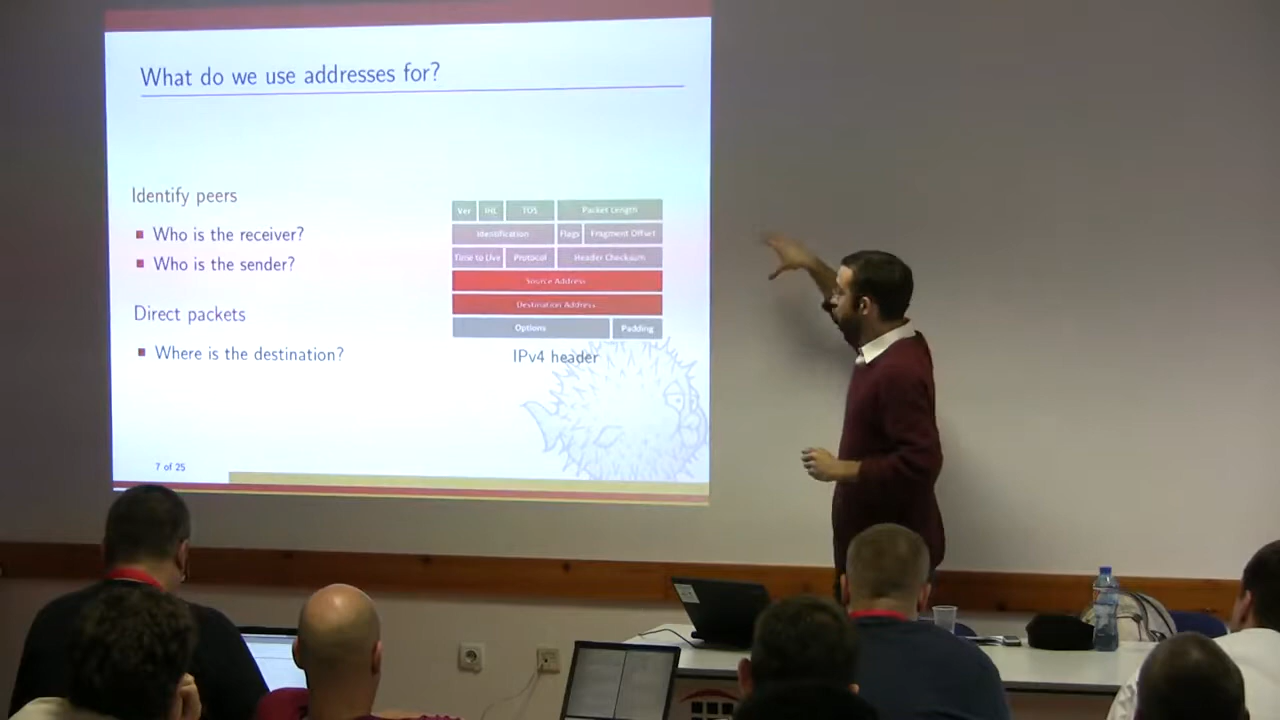 What do we use addresses for?
Identify peers
Who is the receiver?
Who is the sender?
Direct packets
Where is the destination?
Ver IHL TOS Packet Length
Identification Flags Fragment Offset
Time to Live Protocol Header Checksum
Source Address
Destination Address
Options Padding
IPv4 header
7 of 25